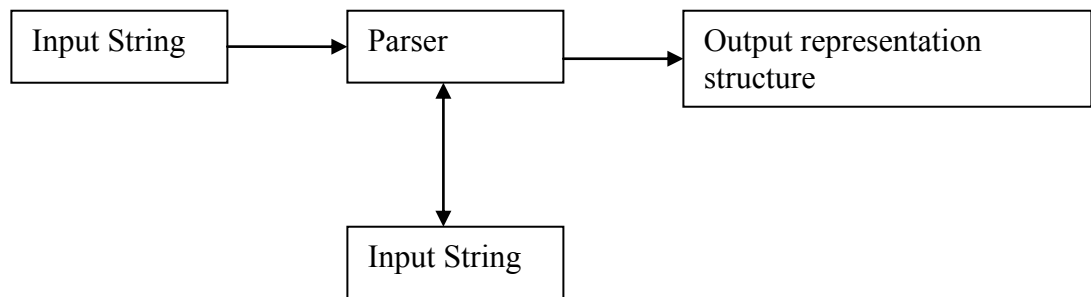 Input String
Parser
Output representation
structure
Input String